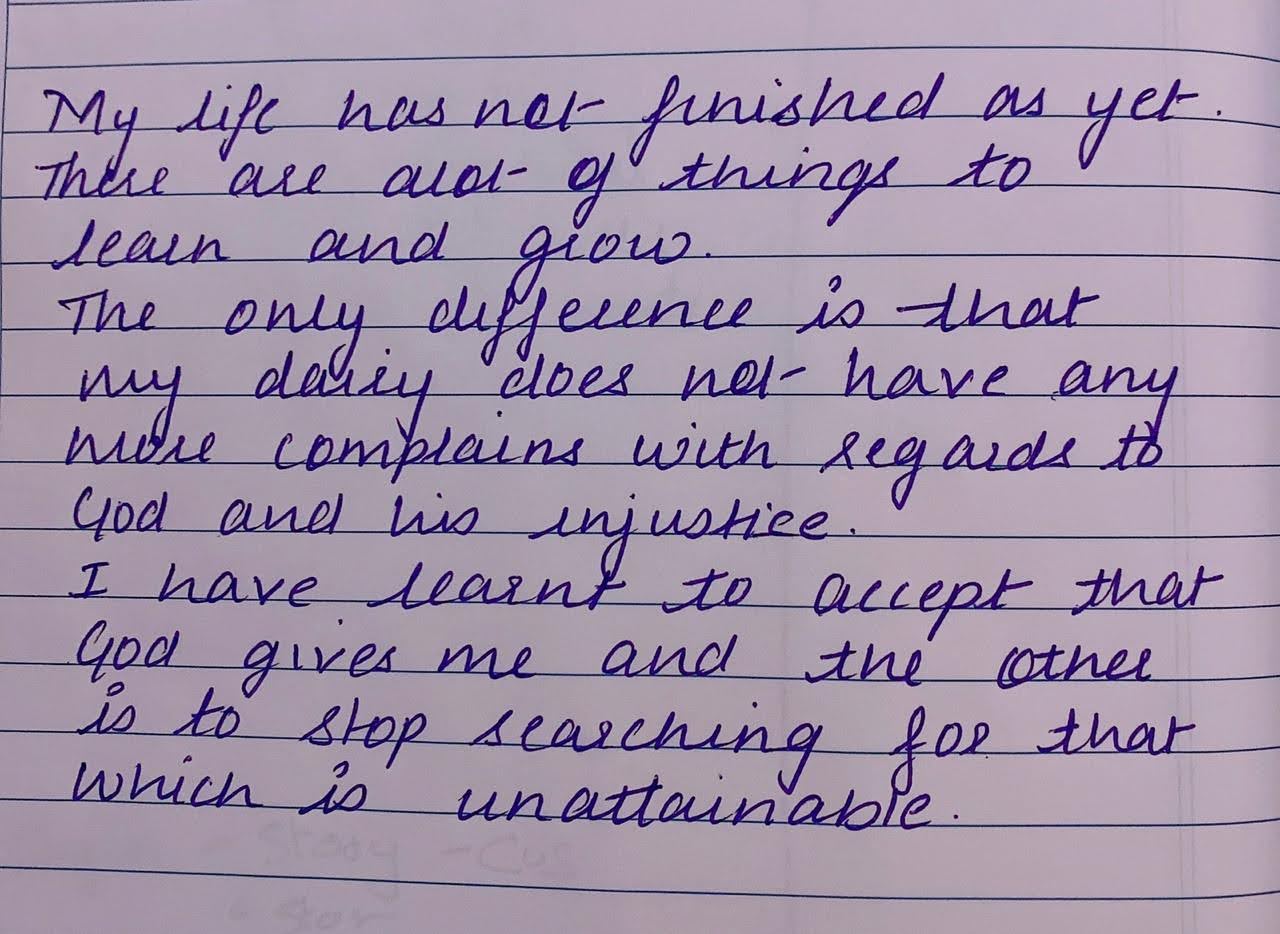 My life has not finished as yet.
There are alot of things to
learn and grow.
The only difference is that
my dairy does not have any
more complains with regards to
God and his injustice.
I have learnt to accept that
God gives me and the other
is to stop searching for that
which is unattainable.